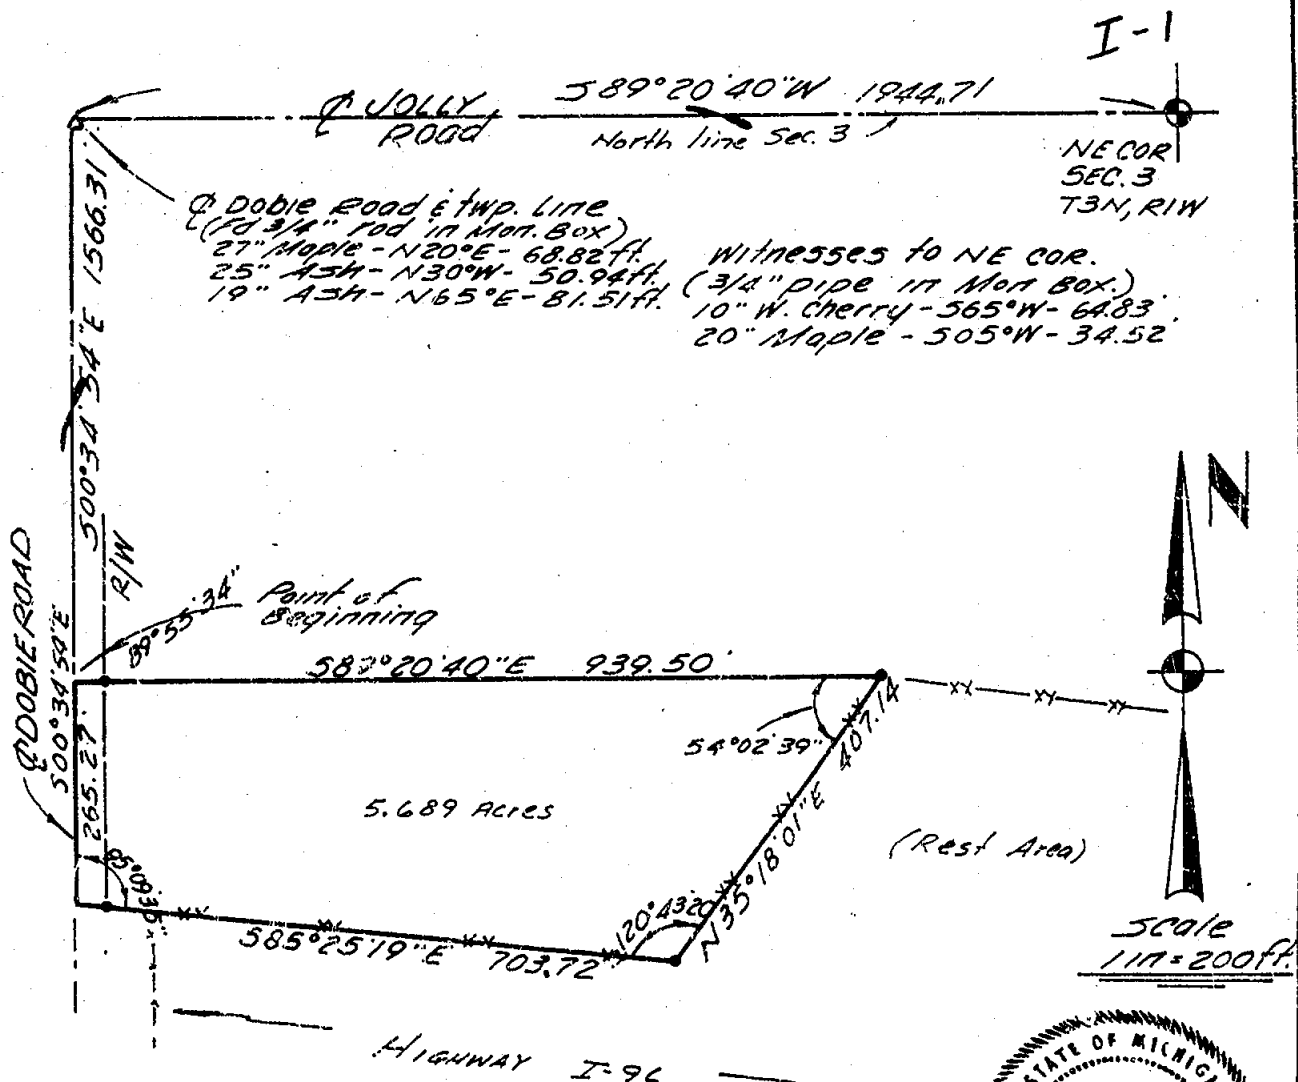 I-1
S89°20'40"W 1944.71
℄ JOLLY
ROAD
North line Sec. 3
NE COR
SEC. 3
T3N, R1W
℄ Dobie Road & twp. line
(Fd 3/4" rod in Mon. Box)
27" Maple - N20°E - 68.82 ft.
25" Ash - N30°W - 50.94 ft.
19" Ash - N65°E - 81.51 ft.
Witnesses to NE COR.
(3/4" pipe in Mon Box.)
10" W. Cherry - S65°W - 64.83
20" Maple - S05°W - 34.52
S00°34'54"E 1566.31'
R/W
N
Point of
Beginning
89°55'34"
℄ DOBIE ROAD
S00°34'54"E
265.27'
939.50'
54°02'39"
407.14
N35°18'01"E
5.689 Acres
(Rest Area)
120°43'20"
S85°25'19"E 703.72
Scale
1 in = 200 ft.
HIGHWAY I-96
STATE OF MICHIGA